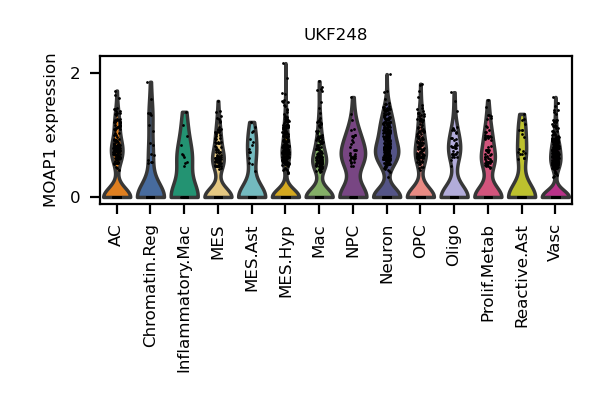 UKF248
MOAP1 expression
2
0
AC
Chromatin.Reg
Inflammatory.Mac
MES
MES.Ast
MES.Hyp
Mac
NPC
Neuron
OPC
Oligo
Prolif.Metab
Reactive.Ast
Vasc